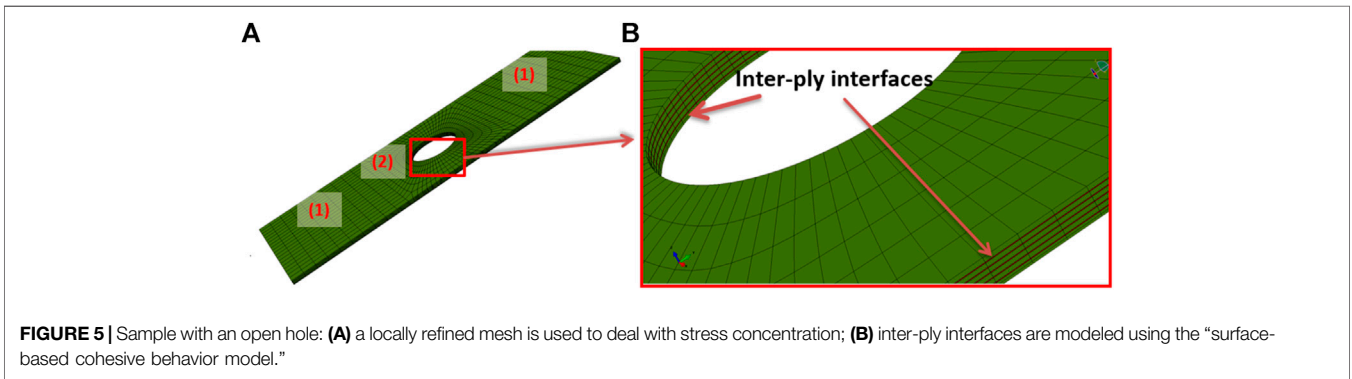 A
B
(1)
(2)
(1)
Inter-ply interfaces
FIGURE 5 | Sample with an open hole: (A) a locally refined mesh is used to deal with stress concentration; (B) inter-ply interfaces are modeled using the “surface-
based cohesive behavior model.”